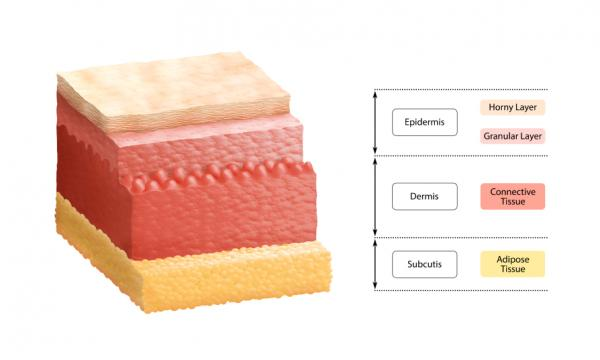 Horny Layer
Epidermis
Granular Layer
Dermis
Connective
Tissue
Subcutis
Adipose
Tissue